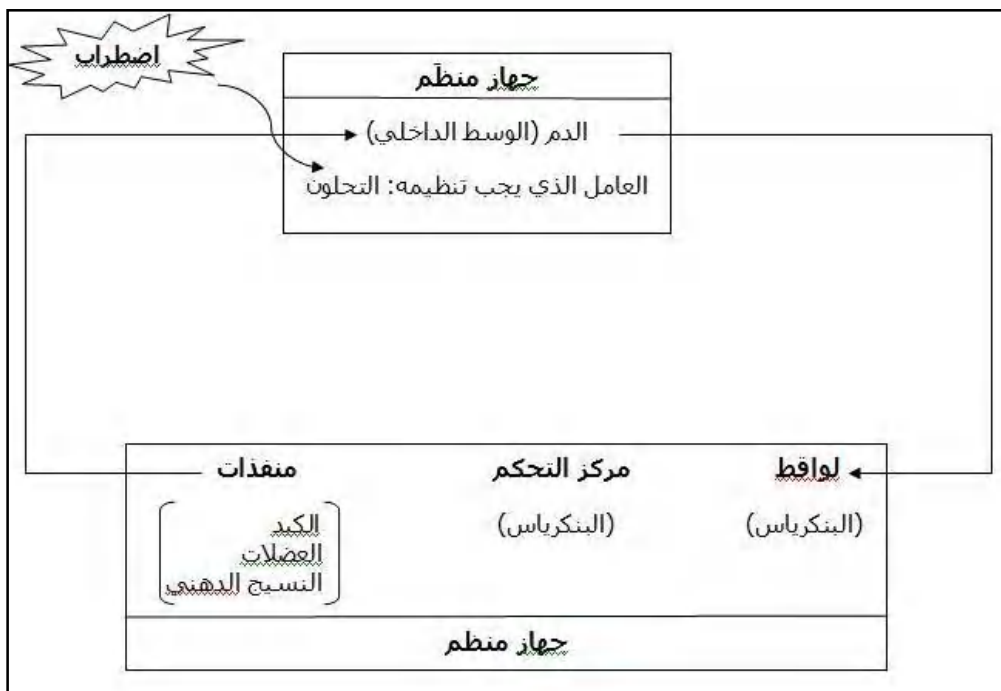 اضطراب
جهاز منظَم
الدم (الوسط الداخلي)
العامل الذي يجب تنظيمه: التحلون
لواقط
مركز التحكم
منفذات
(البنكرياس)
(البنكرياس)
الكبد
العضلات
النسيج الدهني
جهاز منظم